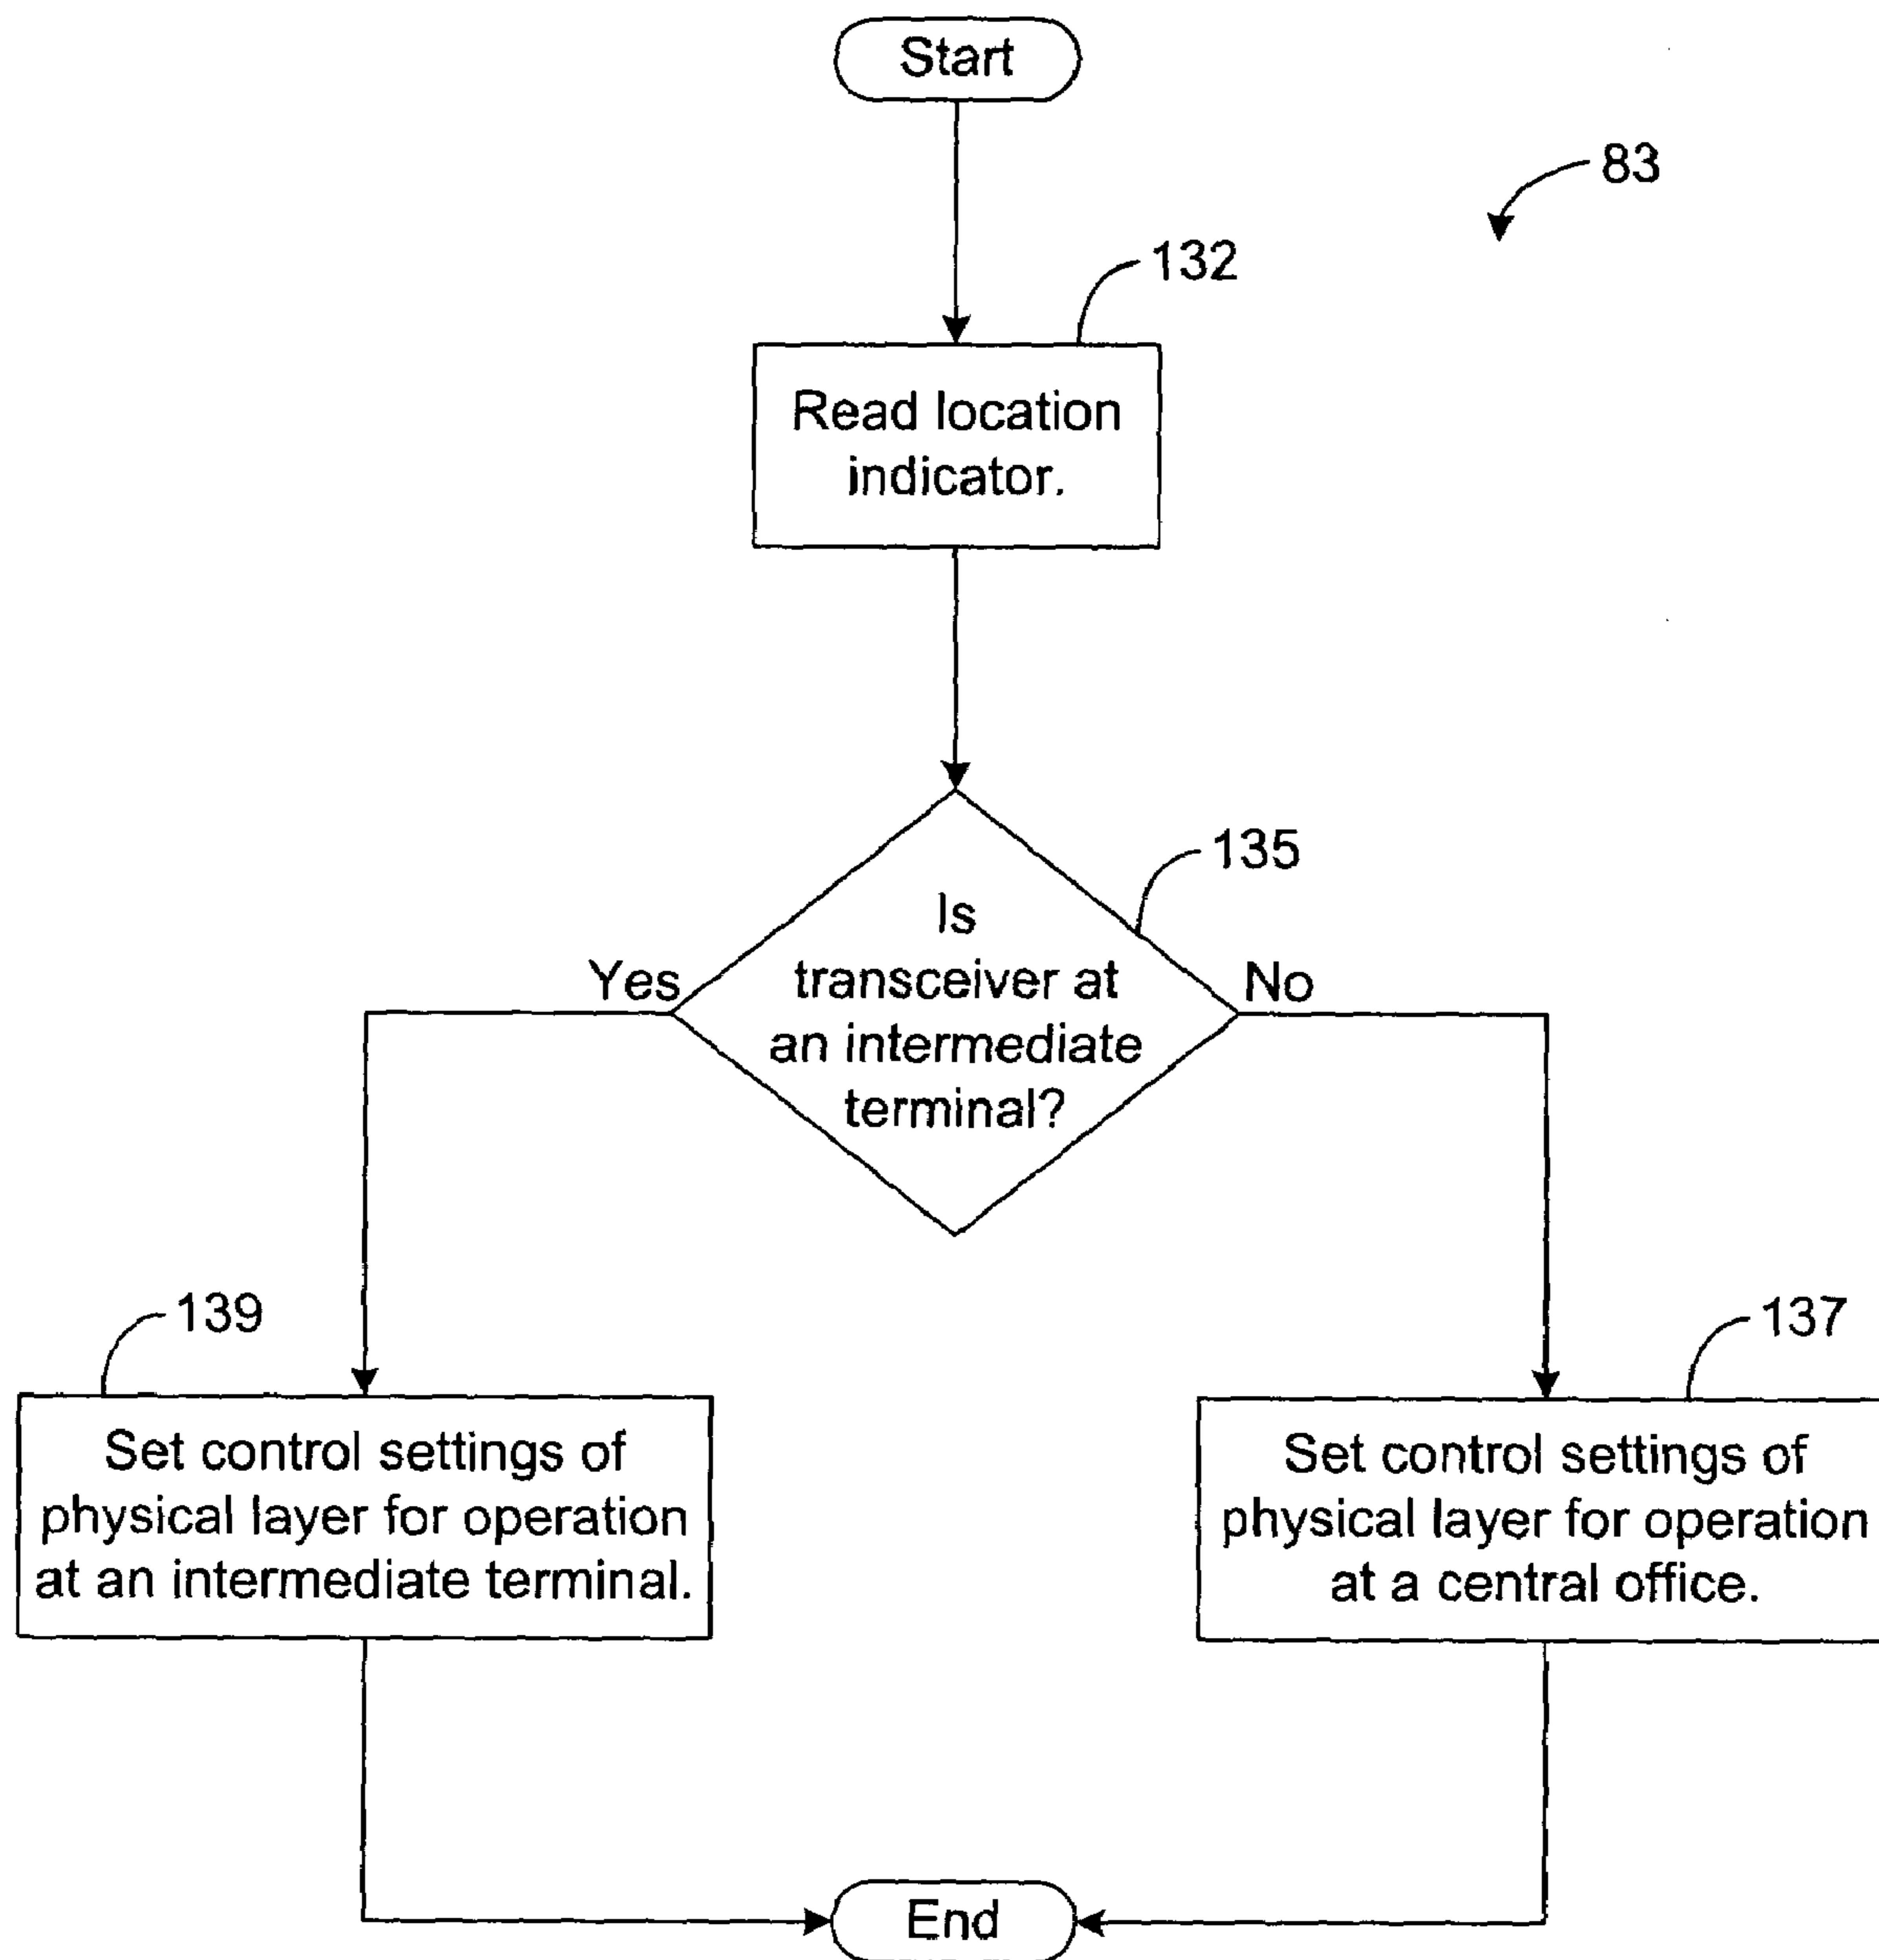 Start
83
132
Read location
indicator.
135
Is
transceiver at
an intermediate
terminal?
Yes
No
139
137
Set control settings of
physical layer for operation
at an intermediate terminal.
Set control settings of
physical layer for operation
at a central office.
End